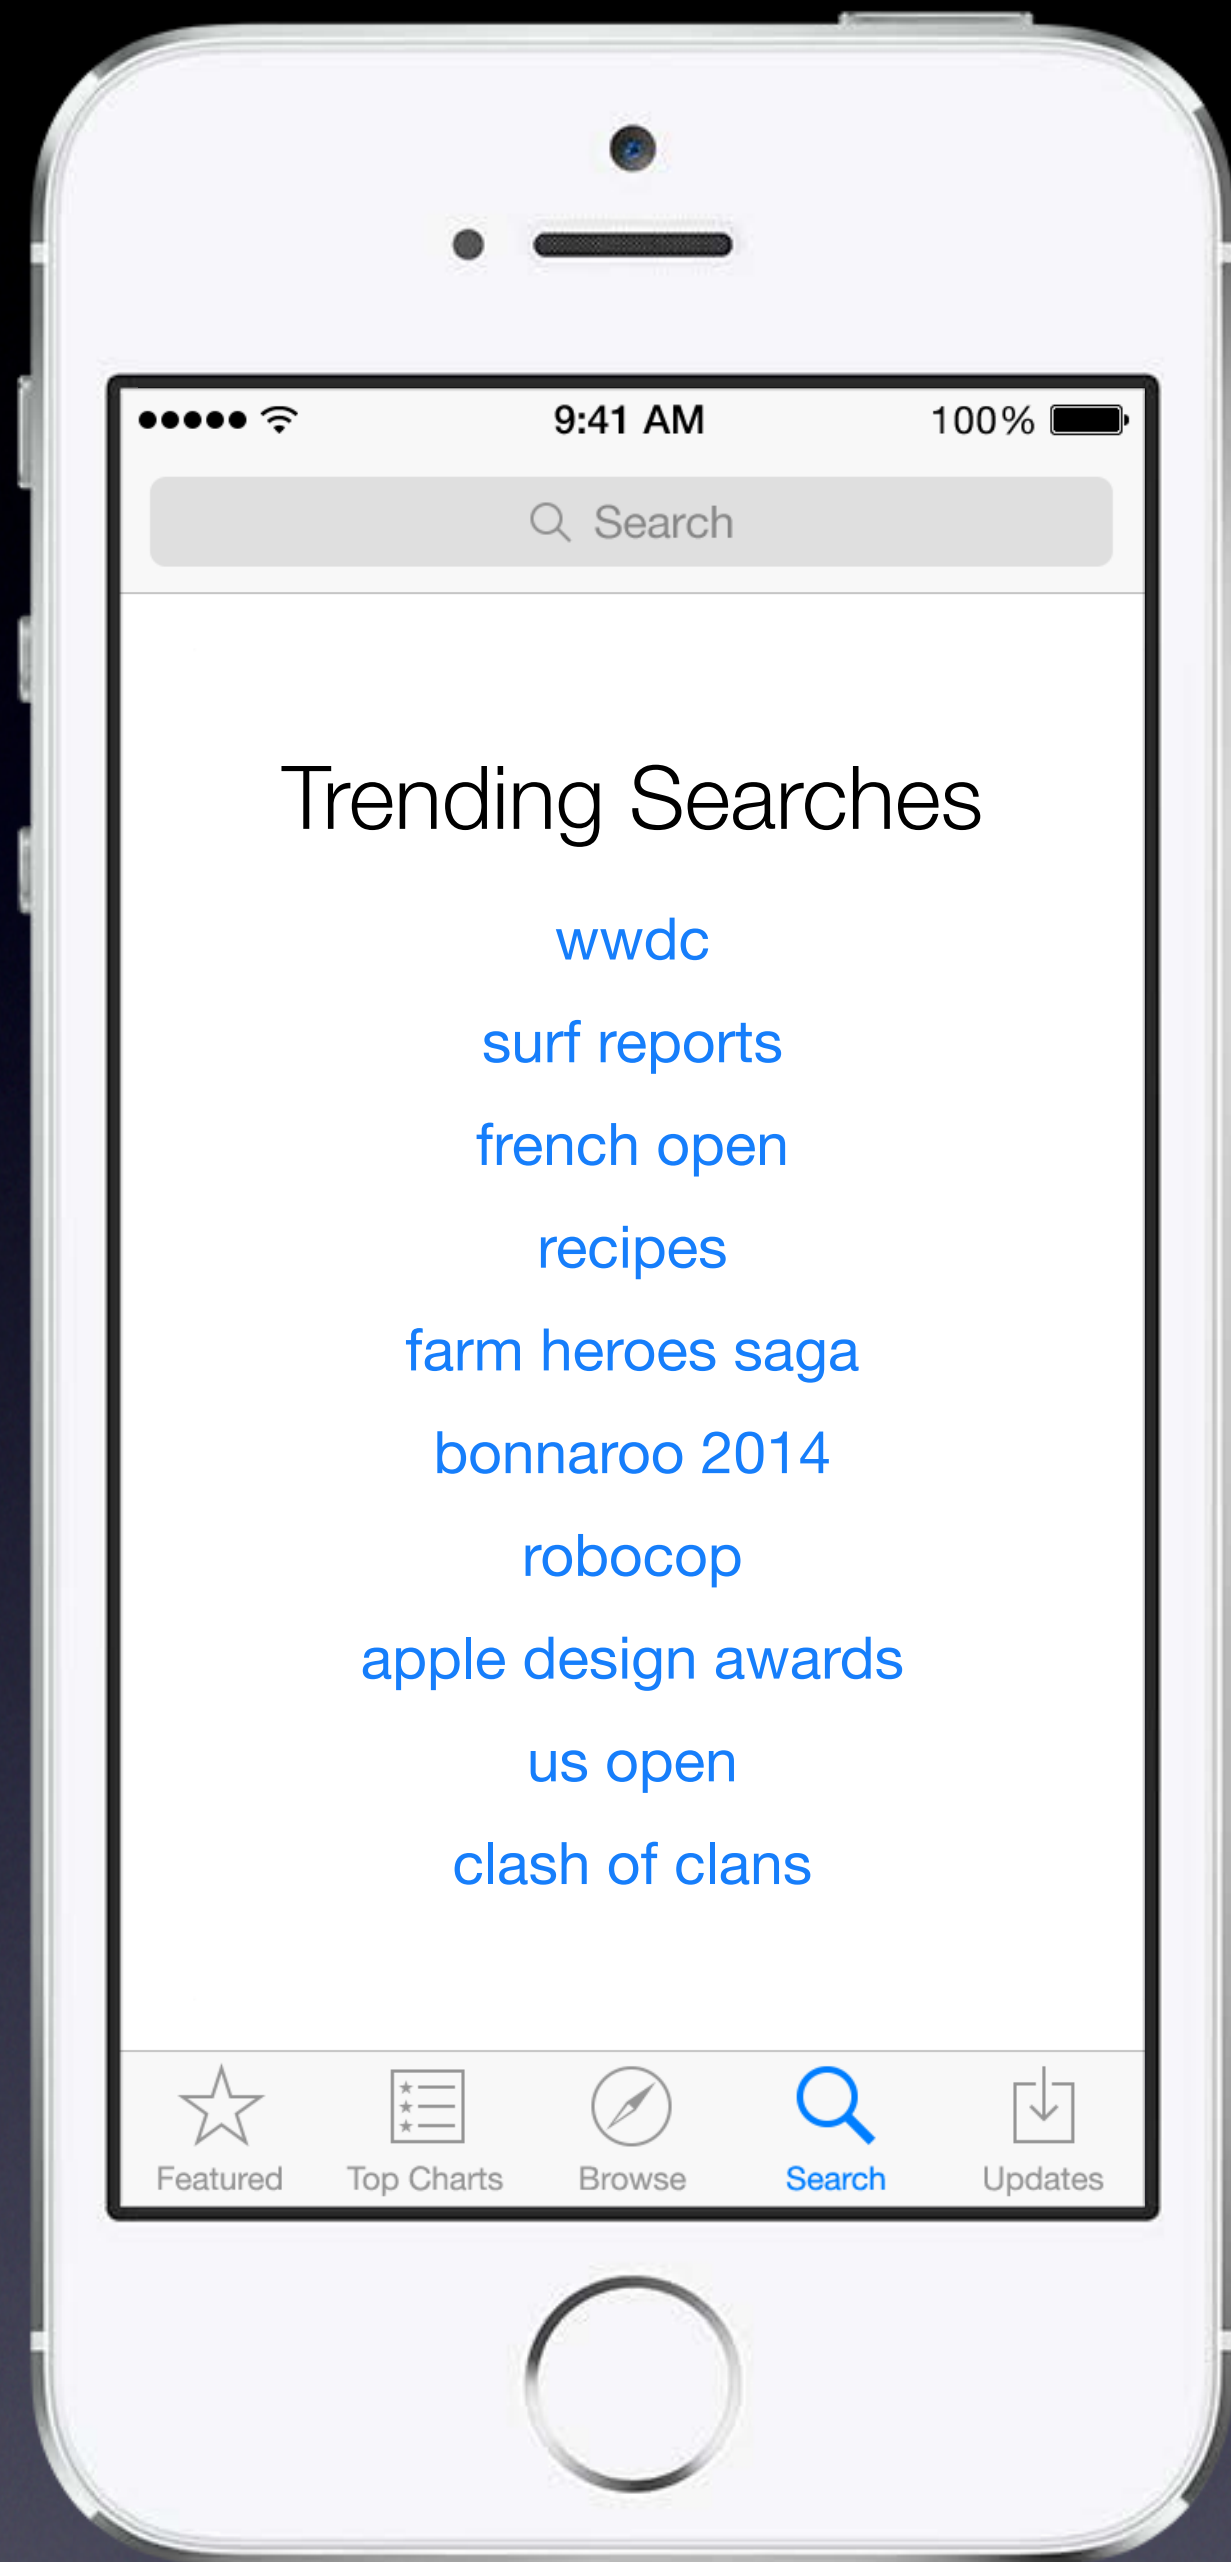 9:41 AM 100%
Search
Trending Searches
wwdc
surf reports
french open
recipes
farm heroes saga
bonnaroo 2014
robocop
apple design awards
us open
clash of clans
Featured Top Charts Browse Search Updates